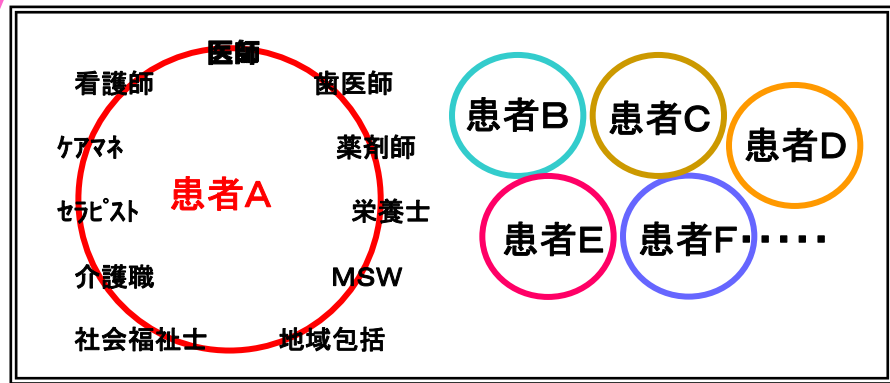 医師
看護師
歯医師
ケアマネ
薬剤師
患者A
セラピスト
栄養士
介護職
MSW
社会福祉士
地域包括
患者B
患者C
患者D
患者E
患者F・・・・・